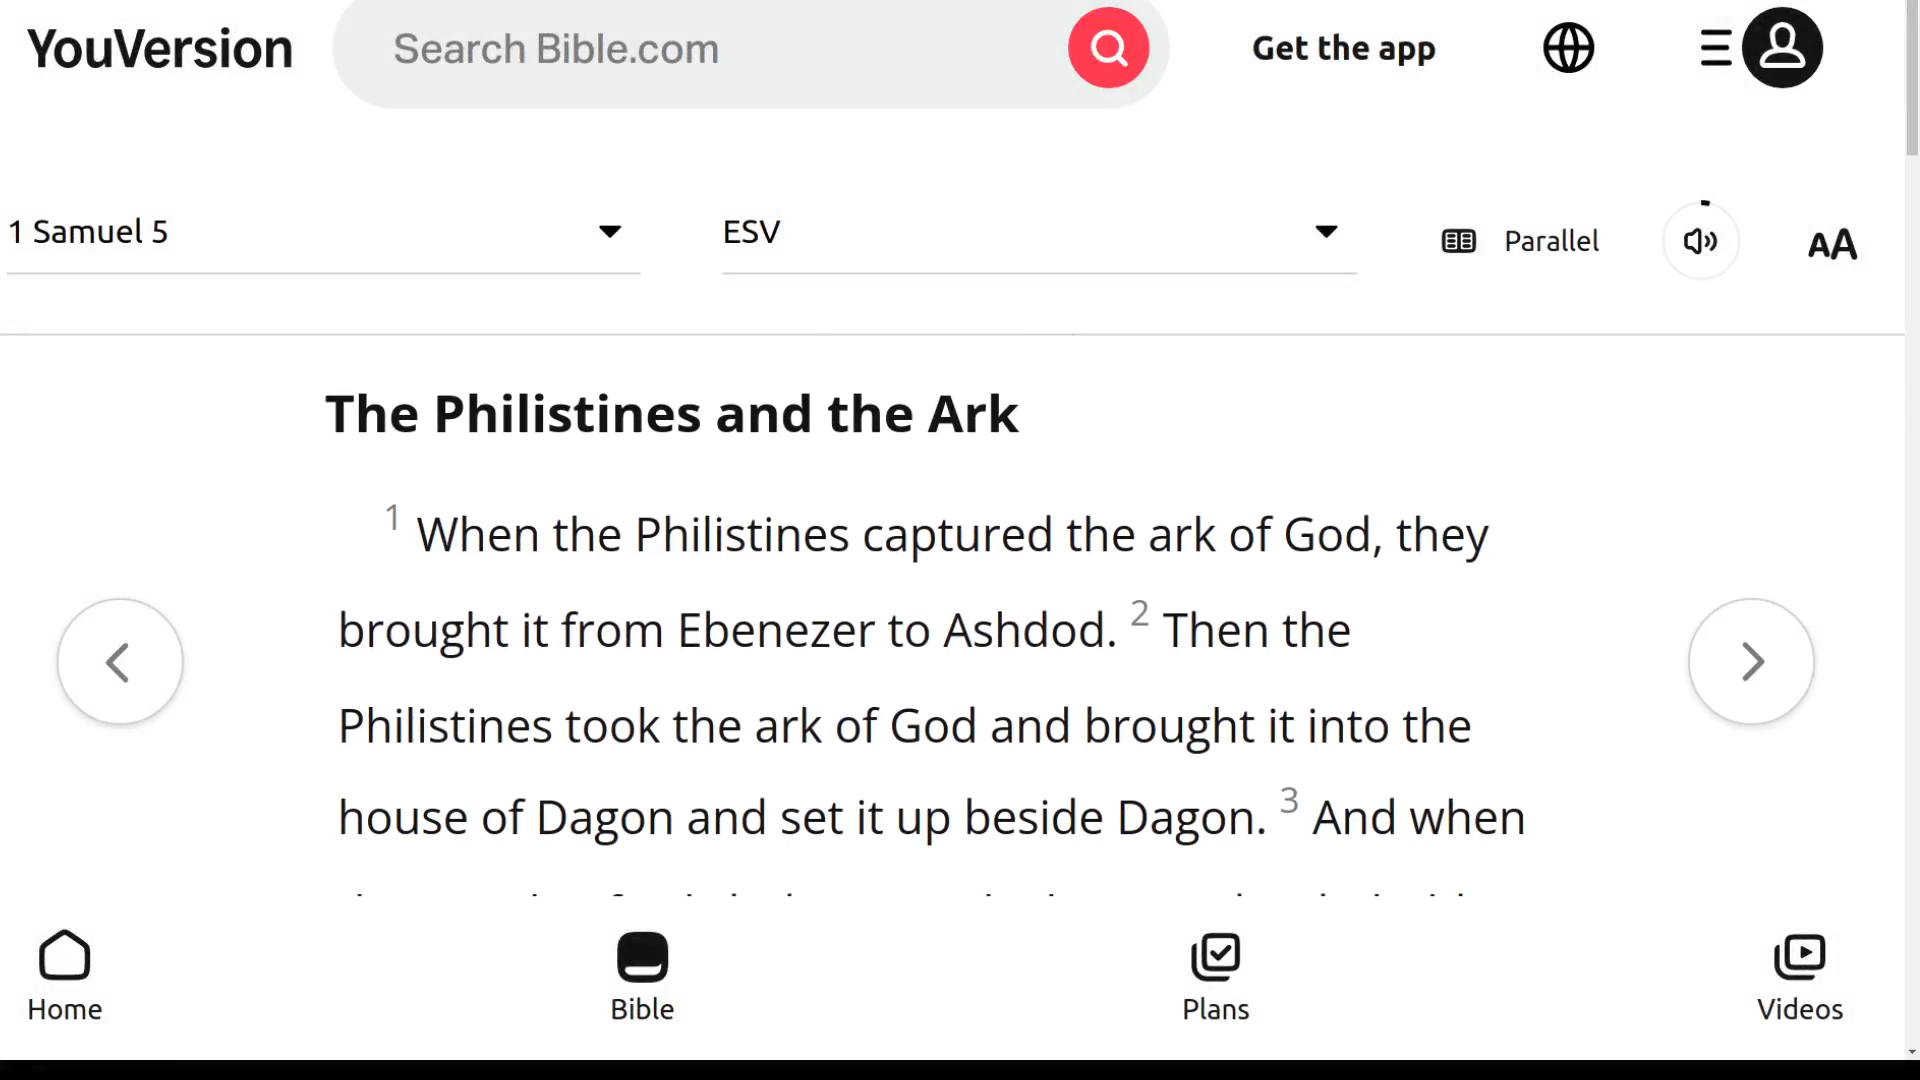 YouVersion
Search Bible.com
Get the app
1 Samuel 5
ESV
Parallel
AA
The Philistines and the Ark
1 When the Philistines captured the ark of God, they
brought it from Ebenezer to Ashdod. 2 Then the
Philistines took the ark of God and brought it into the
house of Dagon and set it up beside Dagon. 3 And when
Home
Bible
Plans
Videos